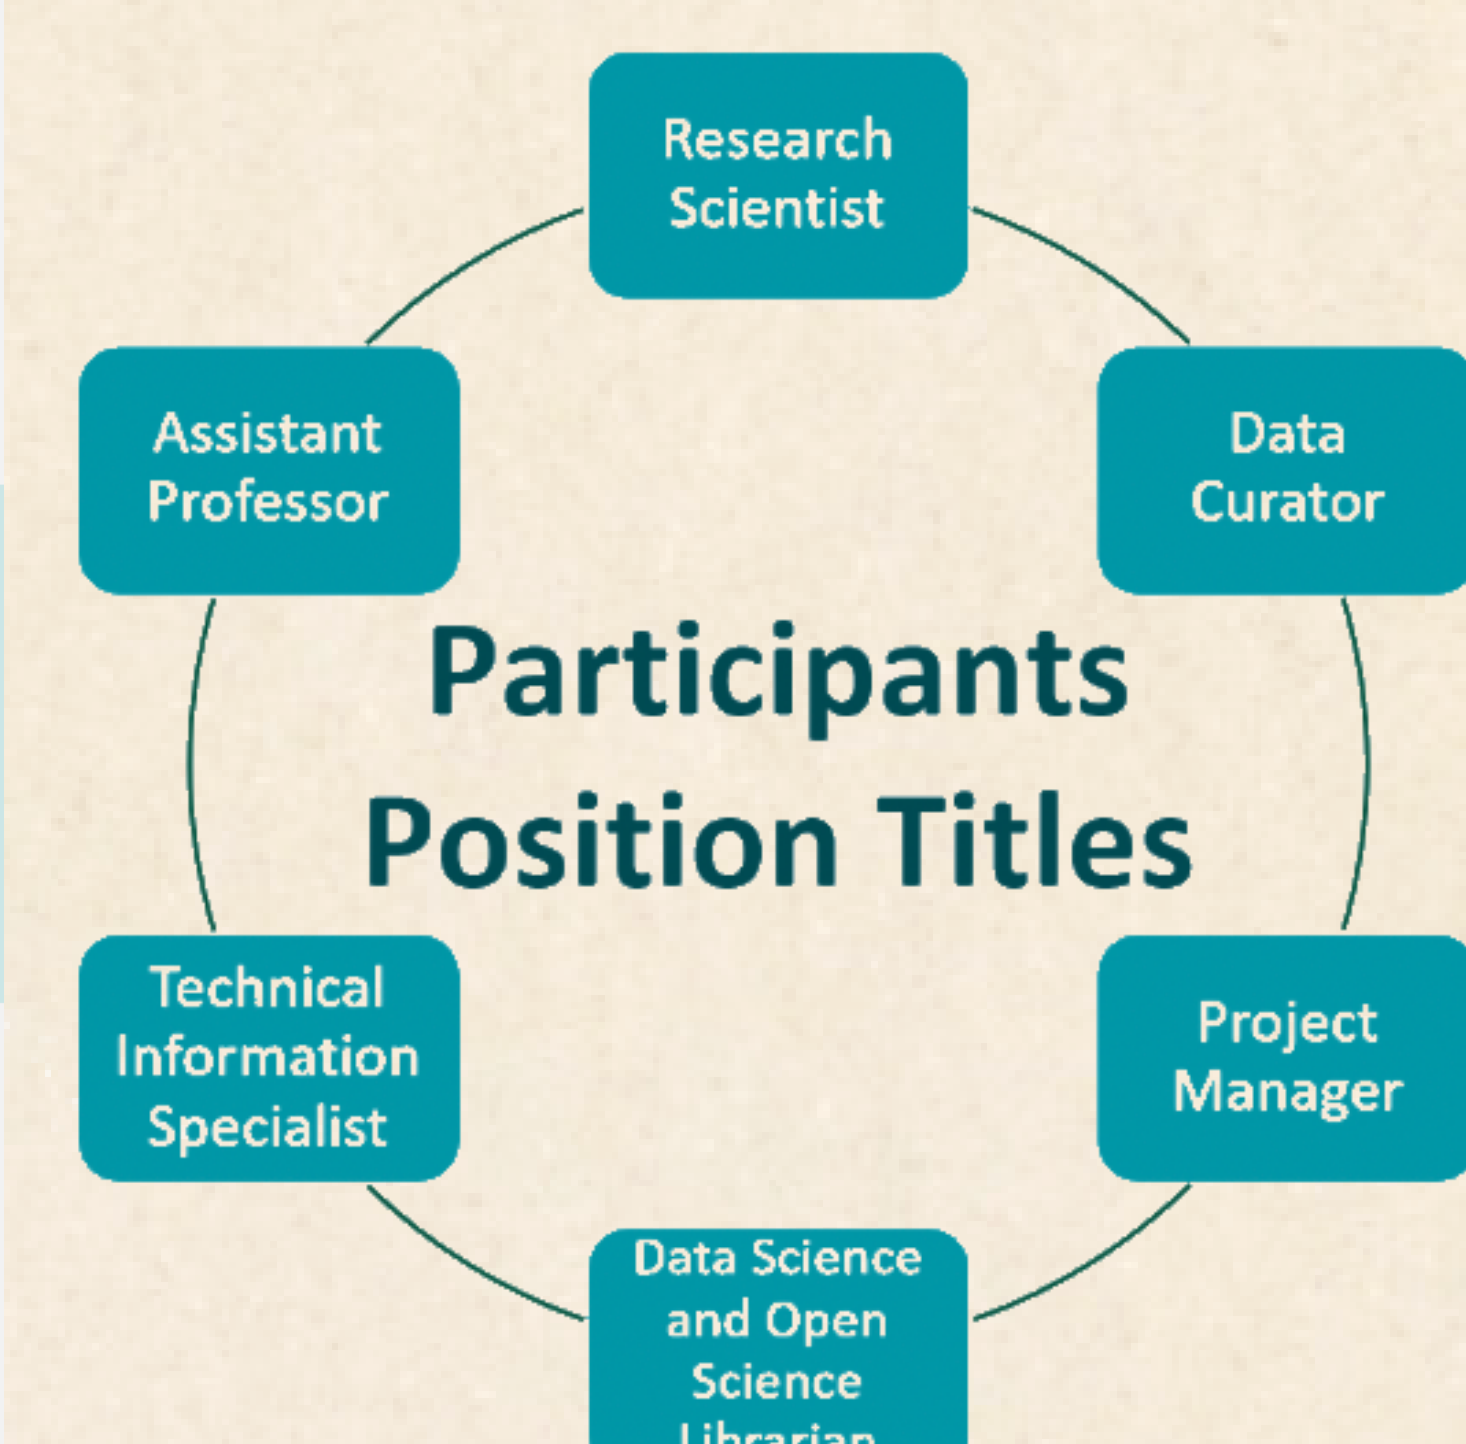 Research
Scientist
Data
Curator
Project
Manager
Data Science
and Open
Science
Librarian
Technical
Information
Specialist
Assistant
Professor
Participants
Position Titles